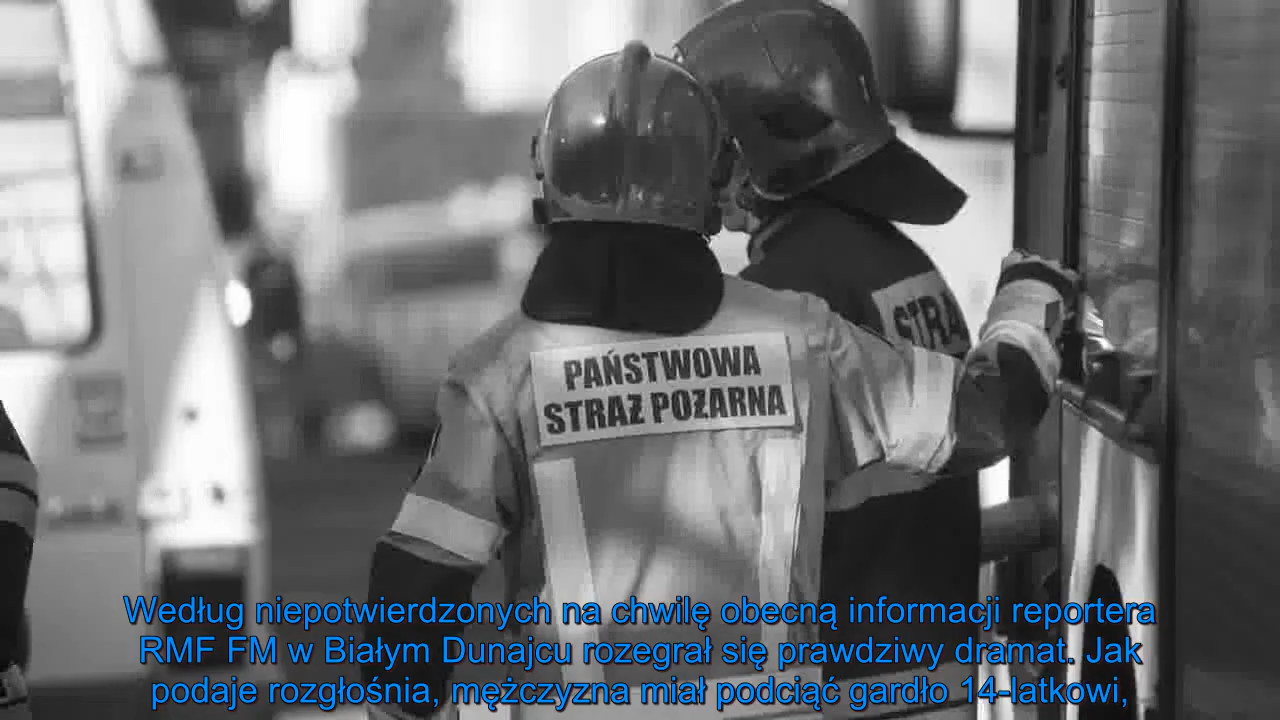 STRA
PAŃSTWOWA
STRAŻ POŻARNA
Według niepotwierdzonych na chwilę obecną informacji reportera
RMF FM w Białym Dunajcu rozegrał się prawdziwy dramat. Jak
podaje rozgłośnia, mężczyzna miał podciąć gardło 14-latkowi,